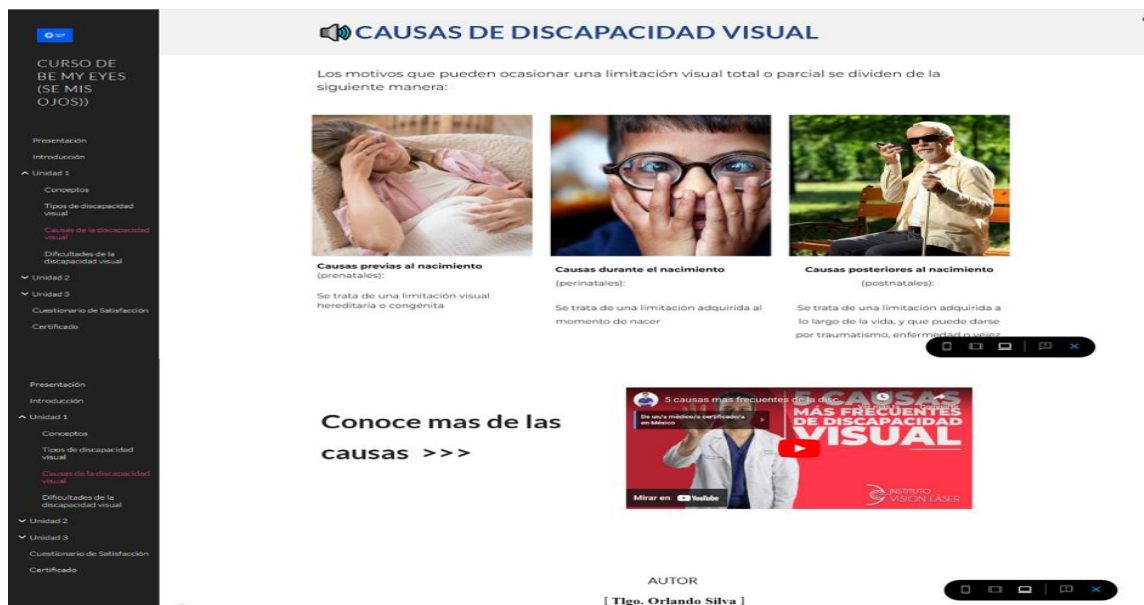 CURSO DE
BE MY EYES
(SE MIS
OJOS))
Presentación
Introducción
Unidad 1
Conceptos
Tipos de discapacidad
visual
Causas de la discapacidad
visual
Dificultades de la
discapacidad visual
Unidad 2
Unidad 3
Cuestionario de Satisfacción
Certificado
CAUSAS DE DISCAPACIDAD VISUAL
Los motivos que pueden ocasionar una limitación visual total o parcial se dividen de la
siguiente manera:
Causas previas al nacimiento
(prenatales):
Se trata de una limitación visual
hereditaria o congénita
Causas durante el nacimiento
(perinatales):
Se trata de una limitación adquirida al
momento de nacer
Causas posteriores al nacimiento
(postnatales):
Se trata de una limitación adquirida a
lo largo de la vida, y que puede darse
por traumatismo, enfermedad o vejez
Presentación
Introducción
Unidad 1
Conceptos
Tipos de discapacidad
visual
Causas de la discapacidad
visual
Dificultades de la
discapacidad visual
Unidad 2
Unidad 3
Cuestionario de Satisfacción
Certificado
Conoce mas de las
causas >>>
5 causas mas frecuentes de la disc...
De un/a médico/a certificado/a
en México
5 CAUSAS
MÁS FRECUENTES
DE DISCAPACIDAD
VISUAL
Mirar en YouTube
INSTITUTO
VISION LASER
AUTOR
[ Tlgo. Orlando Silva ]